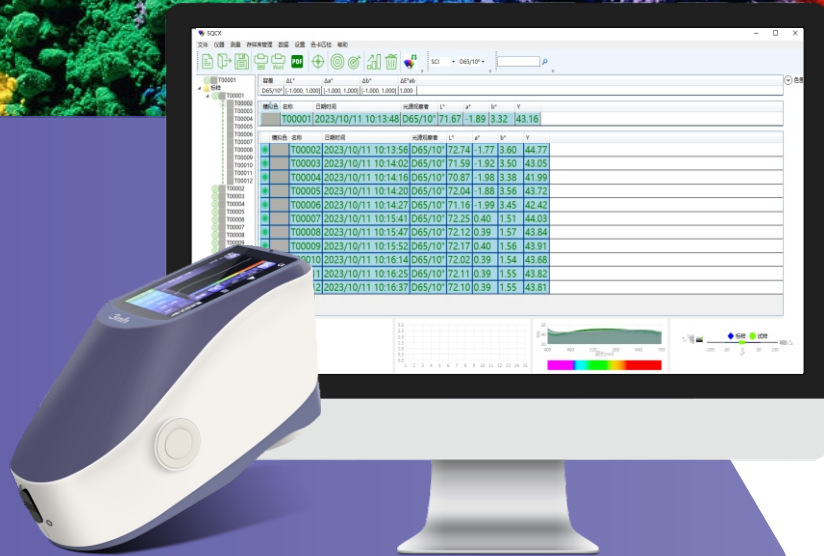 SQCX
文件 仪器 测量 存样库管理 数据 设置 色卡匹配 帮助
PDF SCI D65/10°
T00001
标样
T00001
T00002
T00003
T00004
T00005
T00006
T00007
T00008
T00009
T00010
T00011
T00012
T00002
T00003
T00004
T00005
T00006
T00007
T00008
T00009
容差 ΔL* Δa* Δb* ΔE*ab
D65/10° [-1.000, 1.000] [-1.000, 1.000] [-1.000, 1.000] 1.000
模拟色 名称 日期时间 光源观察者 L* a* b* Y
T00001 2023/10/11 10:13:48 D65/10° 71.67 -1.89 3.32 43.16
模拟色 名称 日期时间 光源观察者 L* a* b* Y
T00002 2023/10/11 10:13:56 D65/10° 72.74 -1.77 3.60 44.77
T00003 2023/10/11 10:14:02 D65/10° 71.59 -1.92 3.50 43.05
T00004 2023/10/11 10:14:16 D65/10° 70.87 -1.98 3.38 41.99
T00005 2023/10/11 10:14:20 D65/10° 72.04 -1.88 3.56 43.72
T00006 2023/10/11 10:14:27 D65/10° 71.16 -1.99 3.45 42.42
T00007 2023/10/11 10:15:41 D65/10° 72.25 0.40 1.51 44.03
T00008 2023/10/11 10:15:47 D65/10° 72.12 0.39 1.57 43.84
T00009 2023/10/11 10:15:52 D65/10° 72.17 0.40 1.56 43.91
0010 2023/10/11 10:16:14 D65/10° 72.02 0.39 1.54 43.68
11 2023/10/11 10:16:25 D65/10° 72.11 0.39 1.55 43.82
2 2023/10/11 10:16:37 D65/10° 72.10 0.39 1.55 43.81
标样 试样